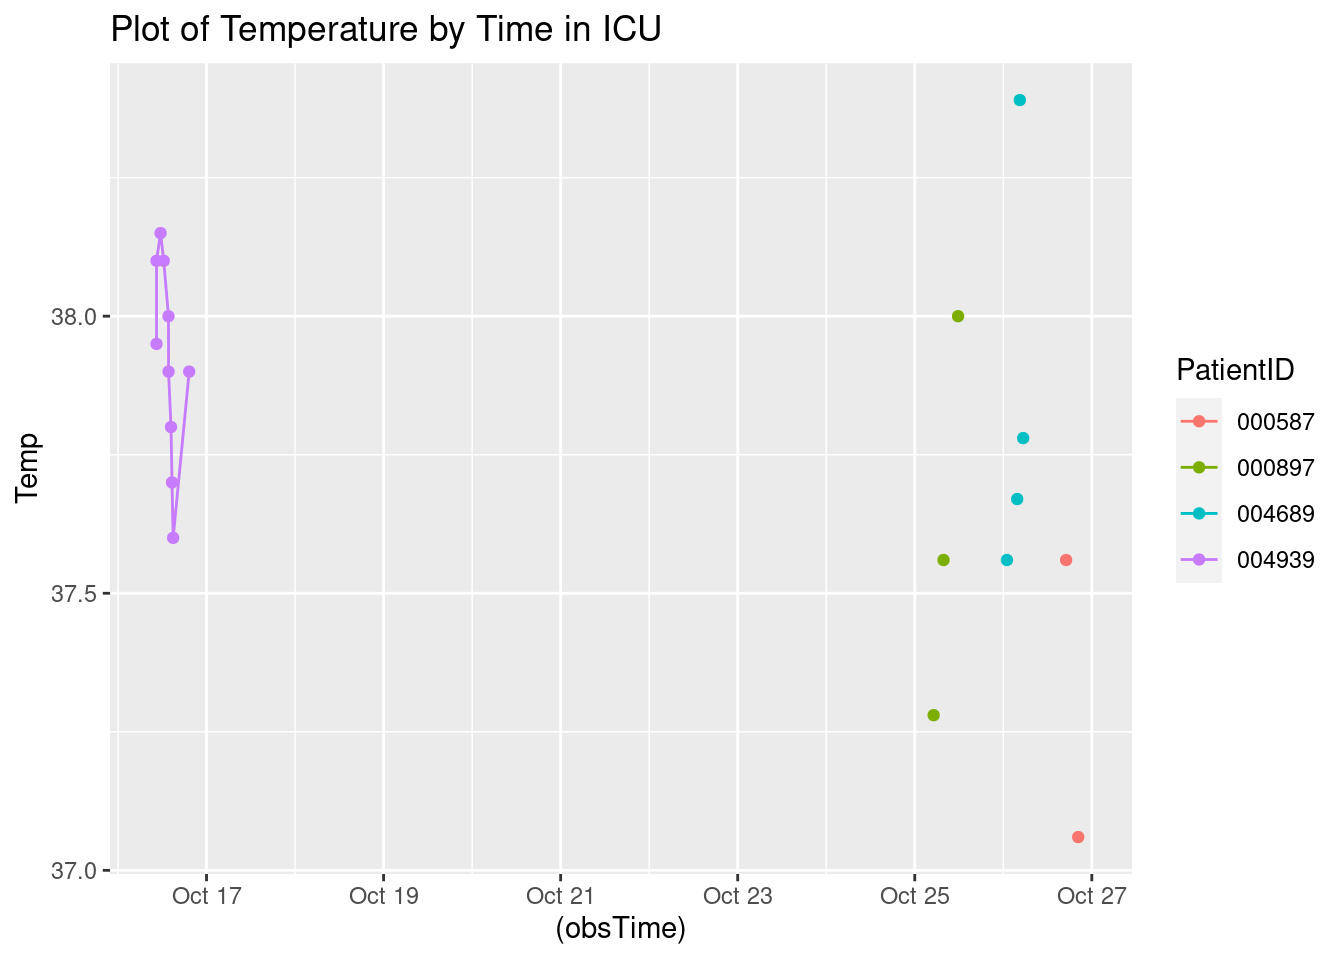 Plot of Temperature by Time in ICU
38.0
37.5
37.0
Temp
Oct 17
Oct 19
Oct 21
Oct 23
Oct 25
Oct 27
(obsTime)
PatientID
000587
000897
004689
004939